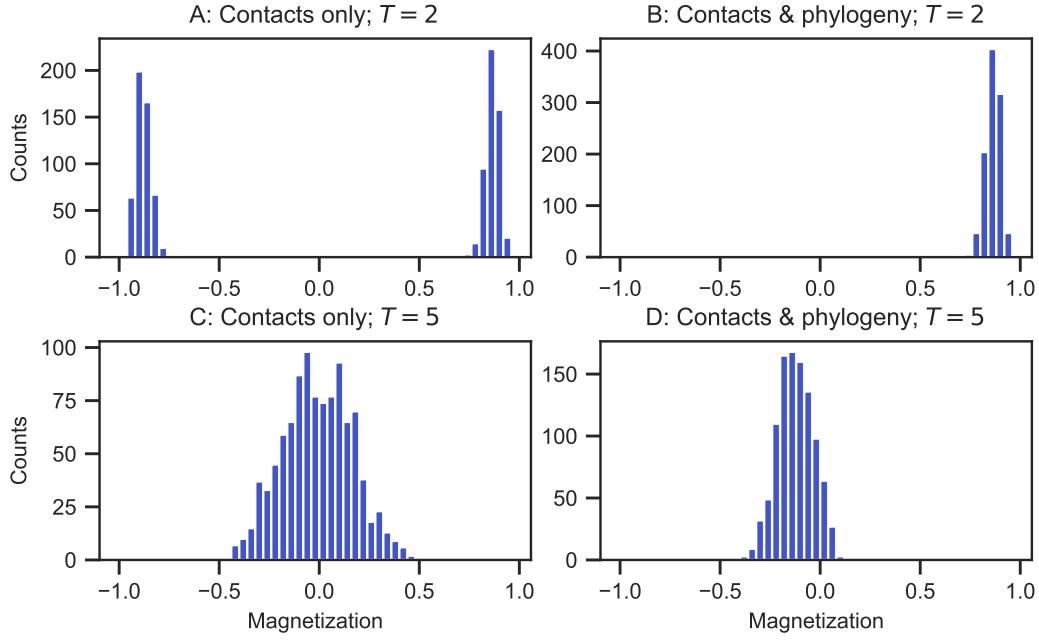 A: Contacts only; T = 2
B: Contacts & phylogeny; T = 2
Counts
200
150
100
50
0
400
300
200
100
0
−1.0 −0.5 0.0 0.5 1.0
−1.0 −0.5 0.0 0.5 1.0
C: Contacts only; T = 5
D: Contacts & phylogeny; T = 5
Counts
100
75
50
25
0
150
100
50
0
−1.0 −0.5 0.0 0.5 1.0
−1.0 −0.5 0.0 0.5 1.0
Magnetization
Magnetization